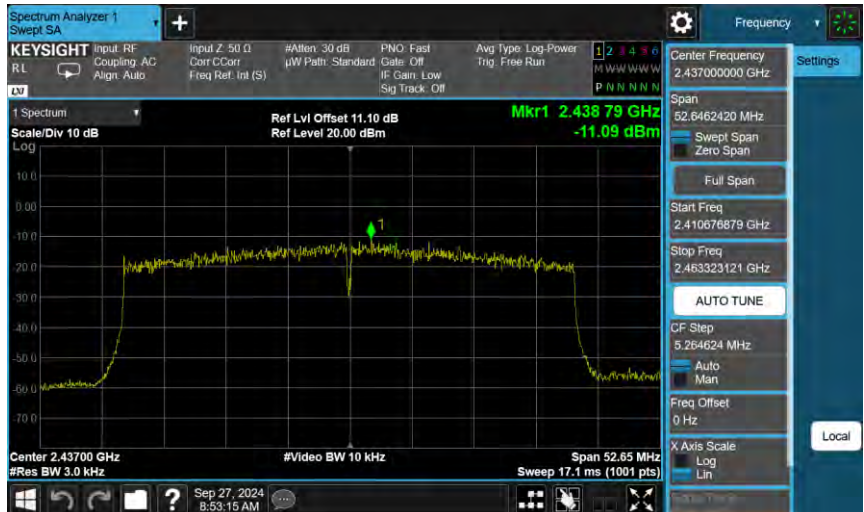 Spectrum Analyzer 1
Swept SA
+
Frequency
KEYSIGHT
RL
LXI
Input: RF
Coupling: AC
Align: Auto
Input Z: 50 Ω
Corr CCorr
Freq Ref: Int (S)
#Atten: 30 dB
µW Path: Standard
PNO: Fast
Gate: Off
IF Gain: Low
Sig Track: Off
Avg Type: Log-Power
Trig: Free Run
1 2 3 4 5 6
M W W W W W
P N N N N N
1 Spectrum
Scale/Div 10 dB
Ref Lvl Offset 11.10 dB
Ref Level 20.00 dBm
Mkr1 2.438 79 GHz
-11.09 dBm
Log
10.0
0.00
-10.0
-20.0
-30.0
-40.0
-50.0
-60.0
-70.0
1
Center 2.43700 GHz
#Res BW 3.0 kHz
#Video BW 10 kHz
Span 52.65 MHz
Sweep 17.1 ms (1001 pts)
?
Sep 27, 2024
8:53:15 AM
Center Frequency
2.437000000 GHz
Settings
Span
52.6462420 MHz
Swept Span
Zero Span
Full Span
Start Freq
2.410676879 GHz
Stop Freq
2.463323121 GHz
AUTO TUNE
CF Step
5.264624 MHz
Auto
Man
Freq Offset
0 Hz
X Axis Scale
Log
Lin
Local